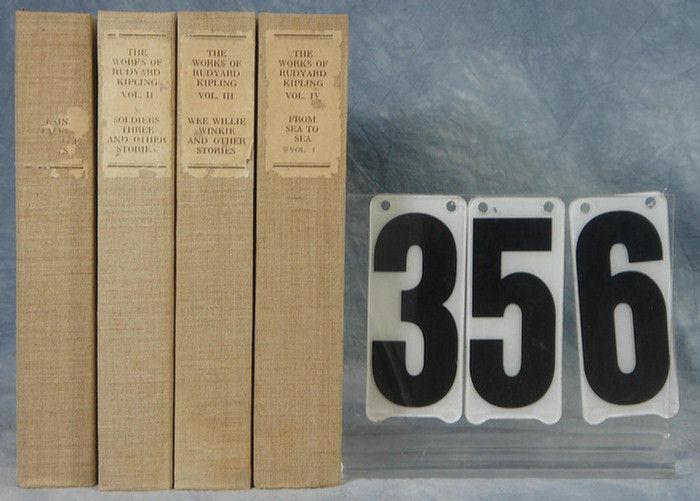 THE
WORKS OF
RUDYARD
KIPLING
VOL. II
SOLDIERS
THREE
AND OTHER
STORIES
THE
WORKS OF
RUDYARD
KIPLING
VOL. III
WEE WILLIE
WINKIE
AND OTHER
STORIES
THE
WORKS OF
RUDYARD
KIPLING
VOL. IV
FROM
SEA TO
SEA
VOL. I
356